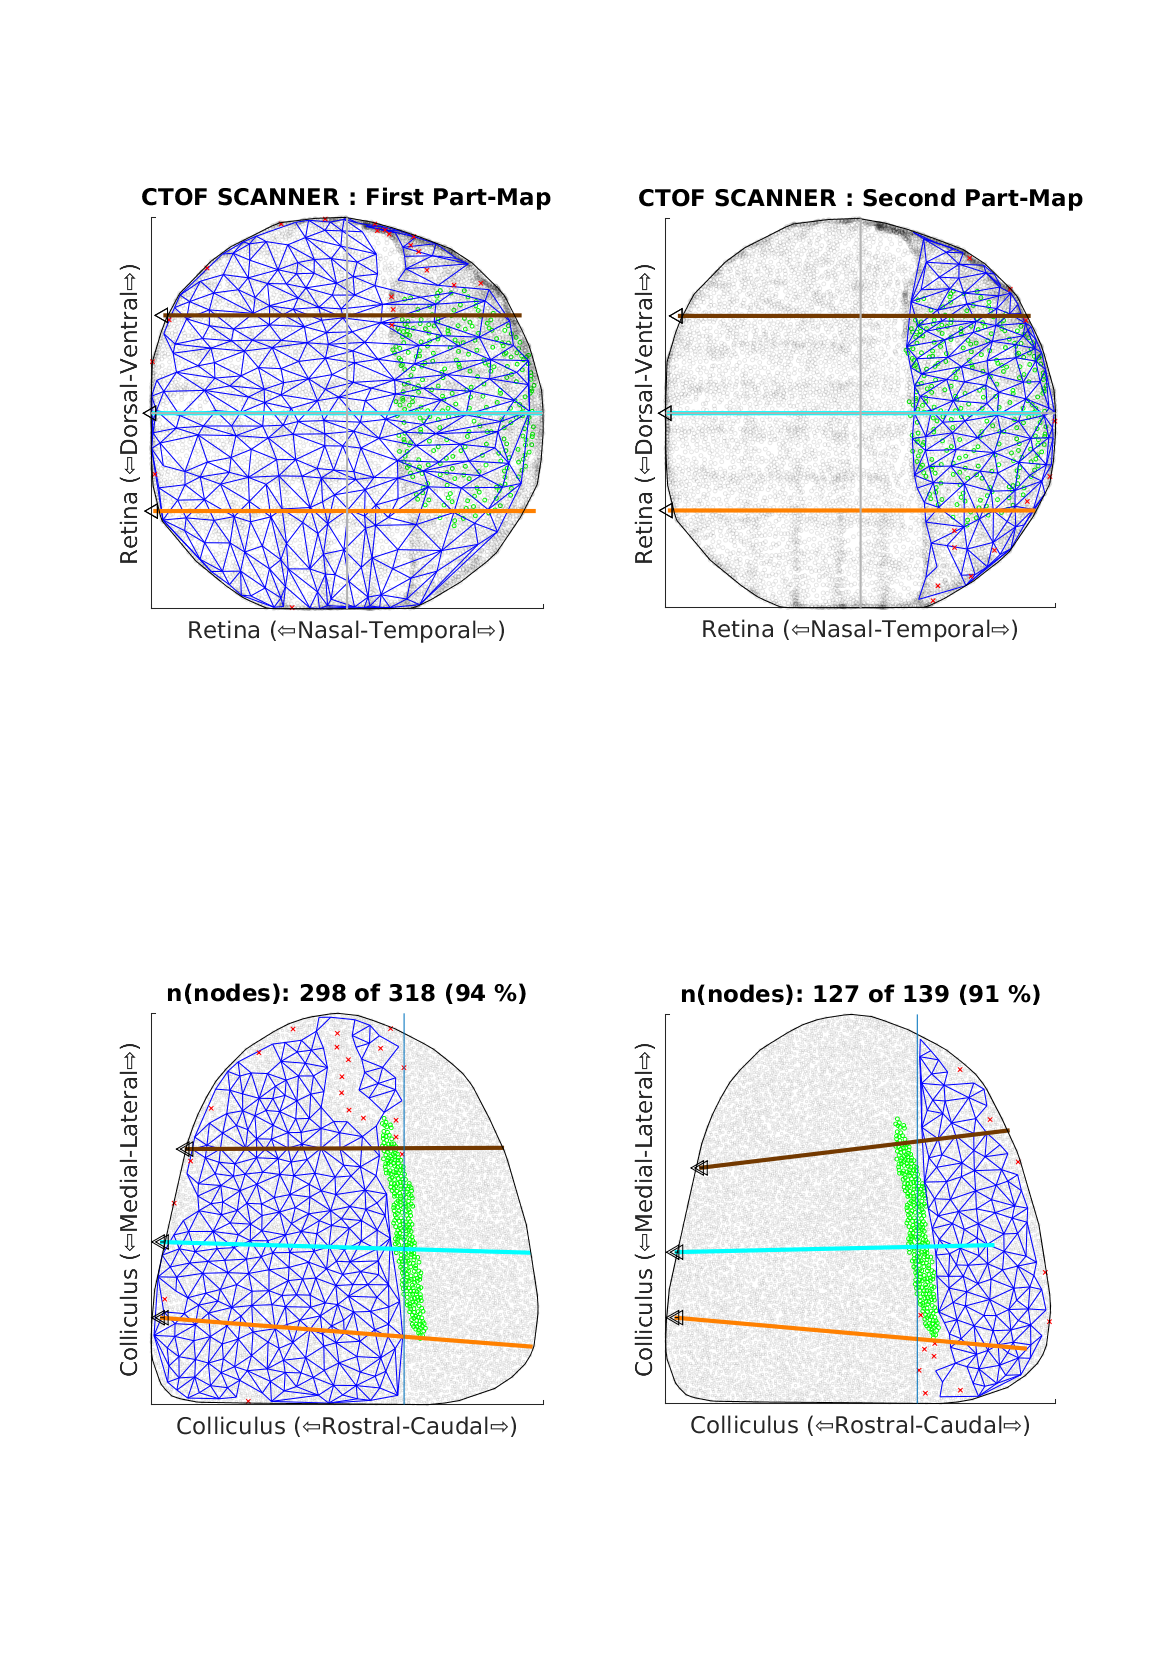 CTOF SCANNER : First Part-Map
CTOF SCANNER : Second Part-Map
Retina (⇦Dorsal-Ventral⇨)
Retina (⇦Nasal-Temporal⇨)
Retina (⇦Dorsal-Ventral⇨)
Retina (⇦Nasal-Temporal⇨)
n(nodes): 298 of 318 (94 %)
n(nodes): 127 of 139 (91 %)
Colliculus (⇦Medial-Lateral⇨)
Colliculus (⇦Rostral-Caudal⇨)
Colliculus (⇦Medial-Lateral⇨)
Colliculus (⇦Rostral-Caudal⇨)